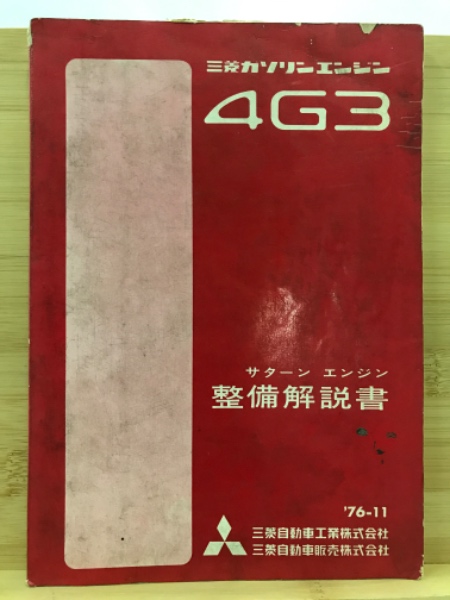 三菱ガソリンエンジン
4G3
サターン エンジン
整備解説書
'76-11
三菱自動車工業株式会社
三菱自動車販売株式会社